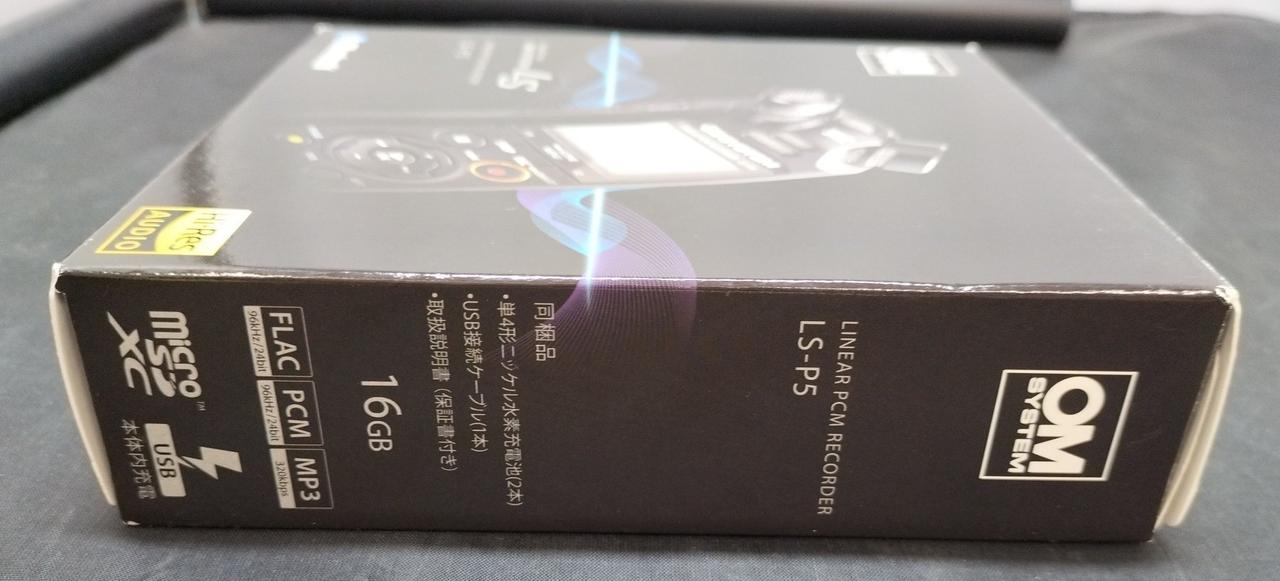 Hi-Res
AUDIO
OM
SYSTEM
LINEAR PCM RECORDER
LS-P5
同梱品
・単4形ニッケル水素充電池(2本)
・USB接続ケーブル(1本)
・取扱説明書(保証書付き)
16GB
FLAC
96kHz/24bit
PCM
96kHz/24bit
MP3
320kbps
micro
SD
XC
™
USB
本体内充電